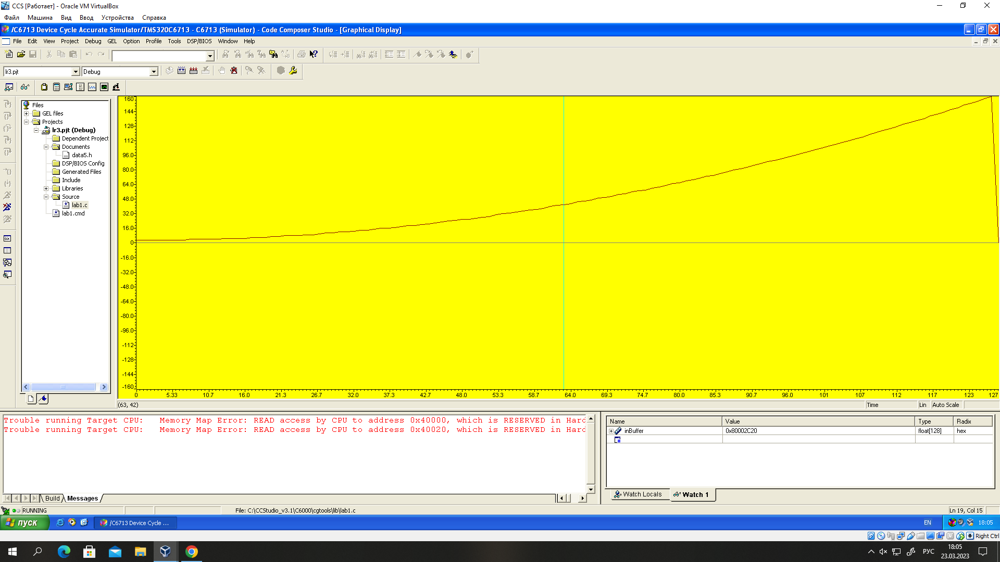 CCS [Работает] - Oracle VM VirtualBox
Файл Машина Вид Ввод Устройства Справка
/C6713 Device Cycle Accurate Simulator/TMS320C6713 - C6713 (Simulator) - Code Composer Studio - [Graphical Display]
File Edit View Project Debug GEL Option Profile Tools DSP/BIOS Window Help
lr3.pjt Debug
Files
GEL files
Projects
lr3.pjt (Debug)
Dependent Project
Documents
data5.h
DSP/BIOS Config
Generated Files
Include
Libraries
Source
lab1.c
lab1.cmd
160
144
128
112
96.0
80.0
64.0
48.0
32.0
16.0
0
-16.0
-32.0
-48.0
-64.0
-80.0
-96.0
-112
-128
-144
-160
0 5.33 10.7 16.0 21.3 26.7 32.0 37.3 42.7 48.0 53.3 58.7 64.0 69.3 74.7 80.0 85.3 90.7 96.0 101 107 112 117 123 127
(63, 42) Time Lin Auto Scale
Trouble running Target CPU: Memory Map Error: READ access by CPU to address 0x40000, which is RESERVED in Hard
Trouble running Target CPU: Memory Map Error: READ access by CPU to address 0x40020, which is RESERVED in Hard
Build Messages
Name Value Type Radix
inBuffer 0x80002C20 float[128] hex
Watch Locals Watch 1
RUNNING File: C:\CCStudio_v3.1\C6000\cgtools\lib\lab1.c Ln 19, Col 15
пуск /C6713 Device Cycle ... EN 18:05
Right Ctrl
РУС 18:05
23.03.2023